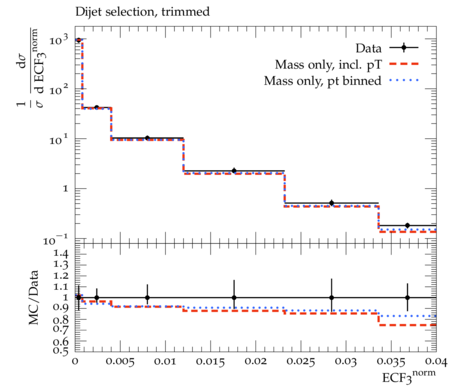 Dijet selection, trimmed
1/σ dσ/d ECF3^norm
10^3
10^2
10^1
1
10^−1
Data
Mass only, incl. pT
Mass only, pt binned
MC/Data
1.4
1.3
1.2
1.1
1
0.9
0.8
0.7
0.6
0.5
0 0.005 0.01 0.015 0.02 0.025 0.03 0.035 0.04
ECF3^norm